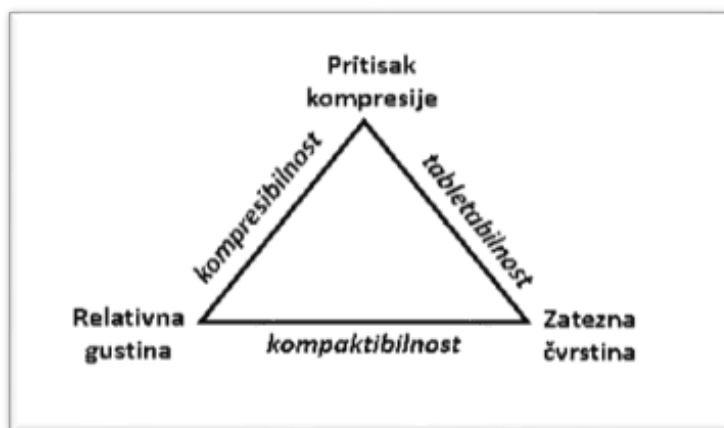 Pritisak
kompresije
kompresibilnost
tabletabilnost
Relativna
gustina
kompaktibilnost
Zatezna
čvrstina